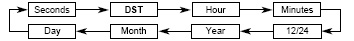 Seconds DST Hour Minutes
Day Month Year 12/24